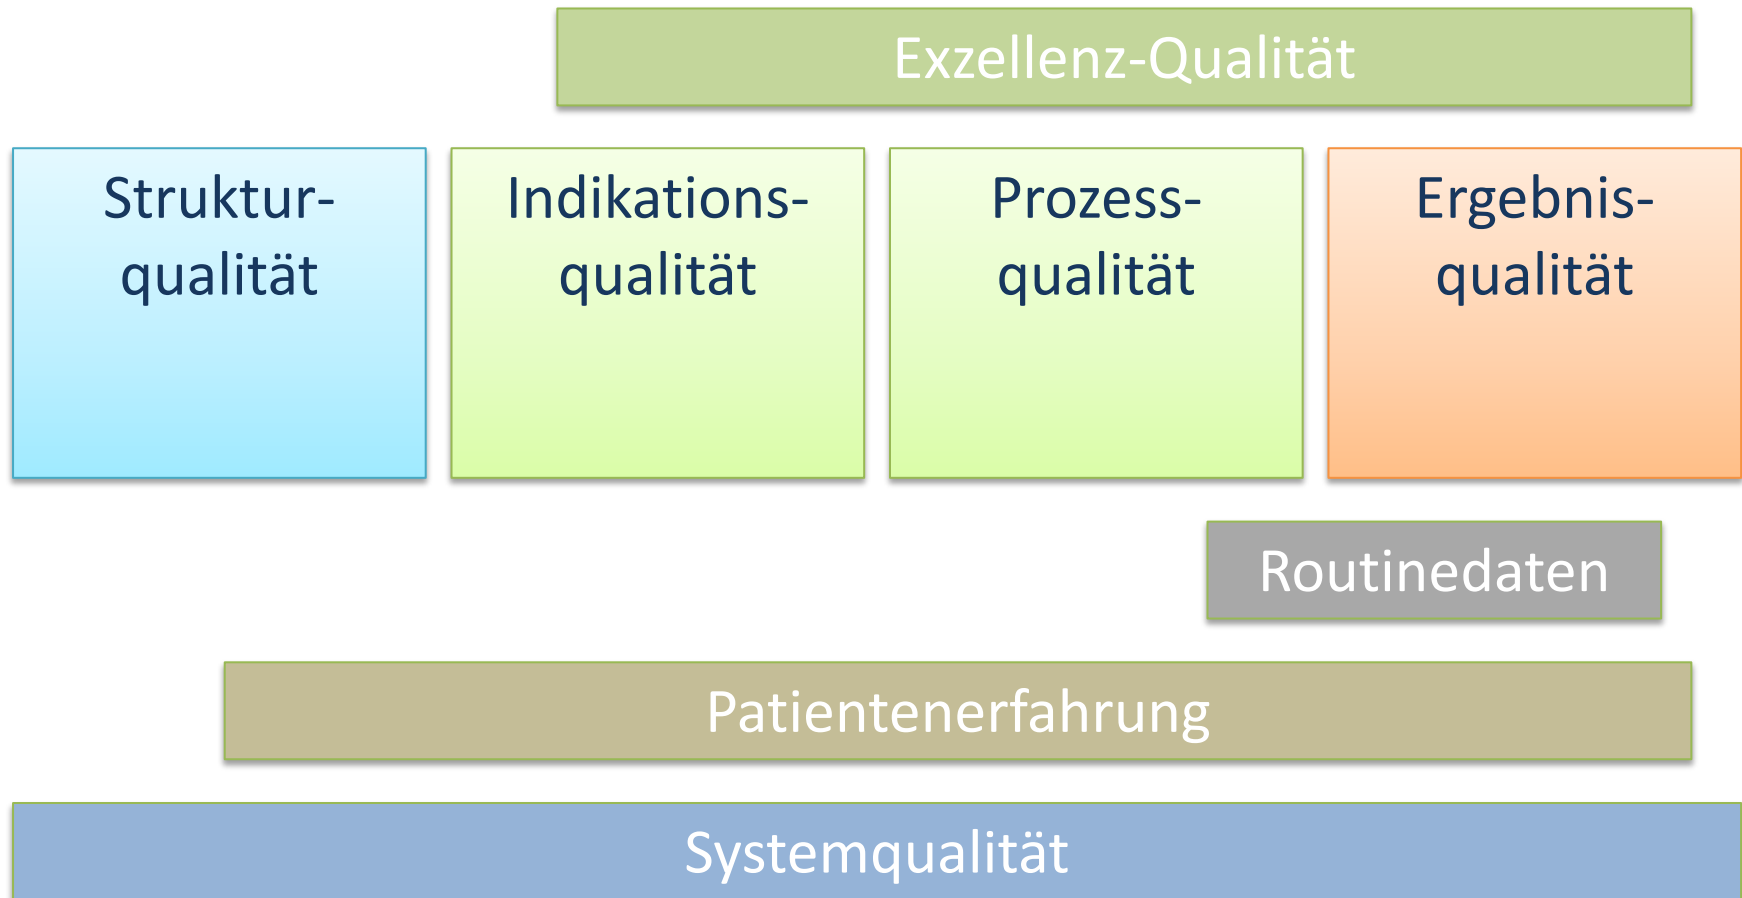 Exzellenz-Qualität
Struktur-
qualität
Indikations-
qualität
Prozess-
qualität
Ergebnis-
qualität
Routinedaten
Patientenerfahrung
Systemqualität